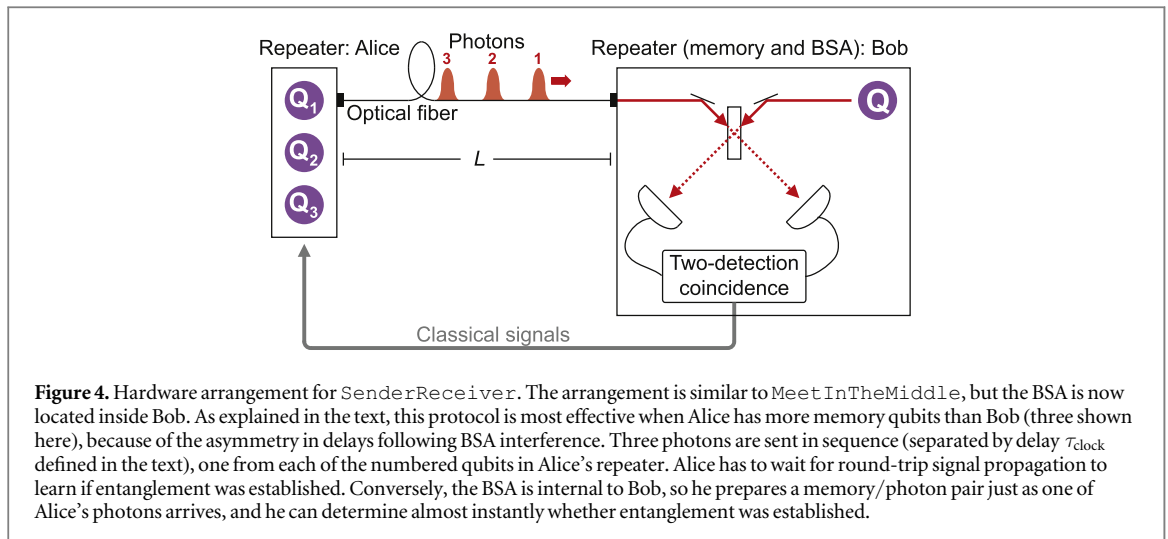 Repeater: Alice
Photons
Repeater (memory and BSA): Bob
3 2 1
Q1
Optical fiber
Q
Q2
L
Q3
Two-detection
coincidence
Classical signals
Figure 4. Hardware arrangement for SenderReceiver. The arrangement is similar to MeetInTheMiddle, but the BSA is now
located inside Bob. As explained in the text, this protocol is most effective when Alice has more memory qubits than Bob (three shown
here), because of the asymmetry in delays following BSA interference. Three photons are sent in sequence (separated by delay τclock
defined in the text), one from each of the numbered qubits in Alice's repeater. Alice has to wait for round-trip signal propagation to
learn if entanglement was established. Conversely, the BSA is internal to Bob, so he prepares a memory/photon pair just as one of
Alice's photons arrives, and he can determine almost instantly whether entanglement was established.